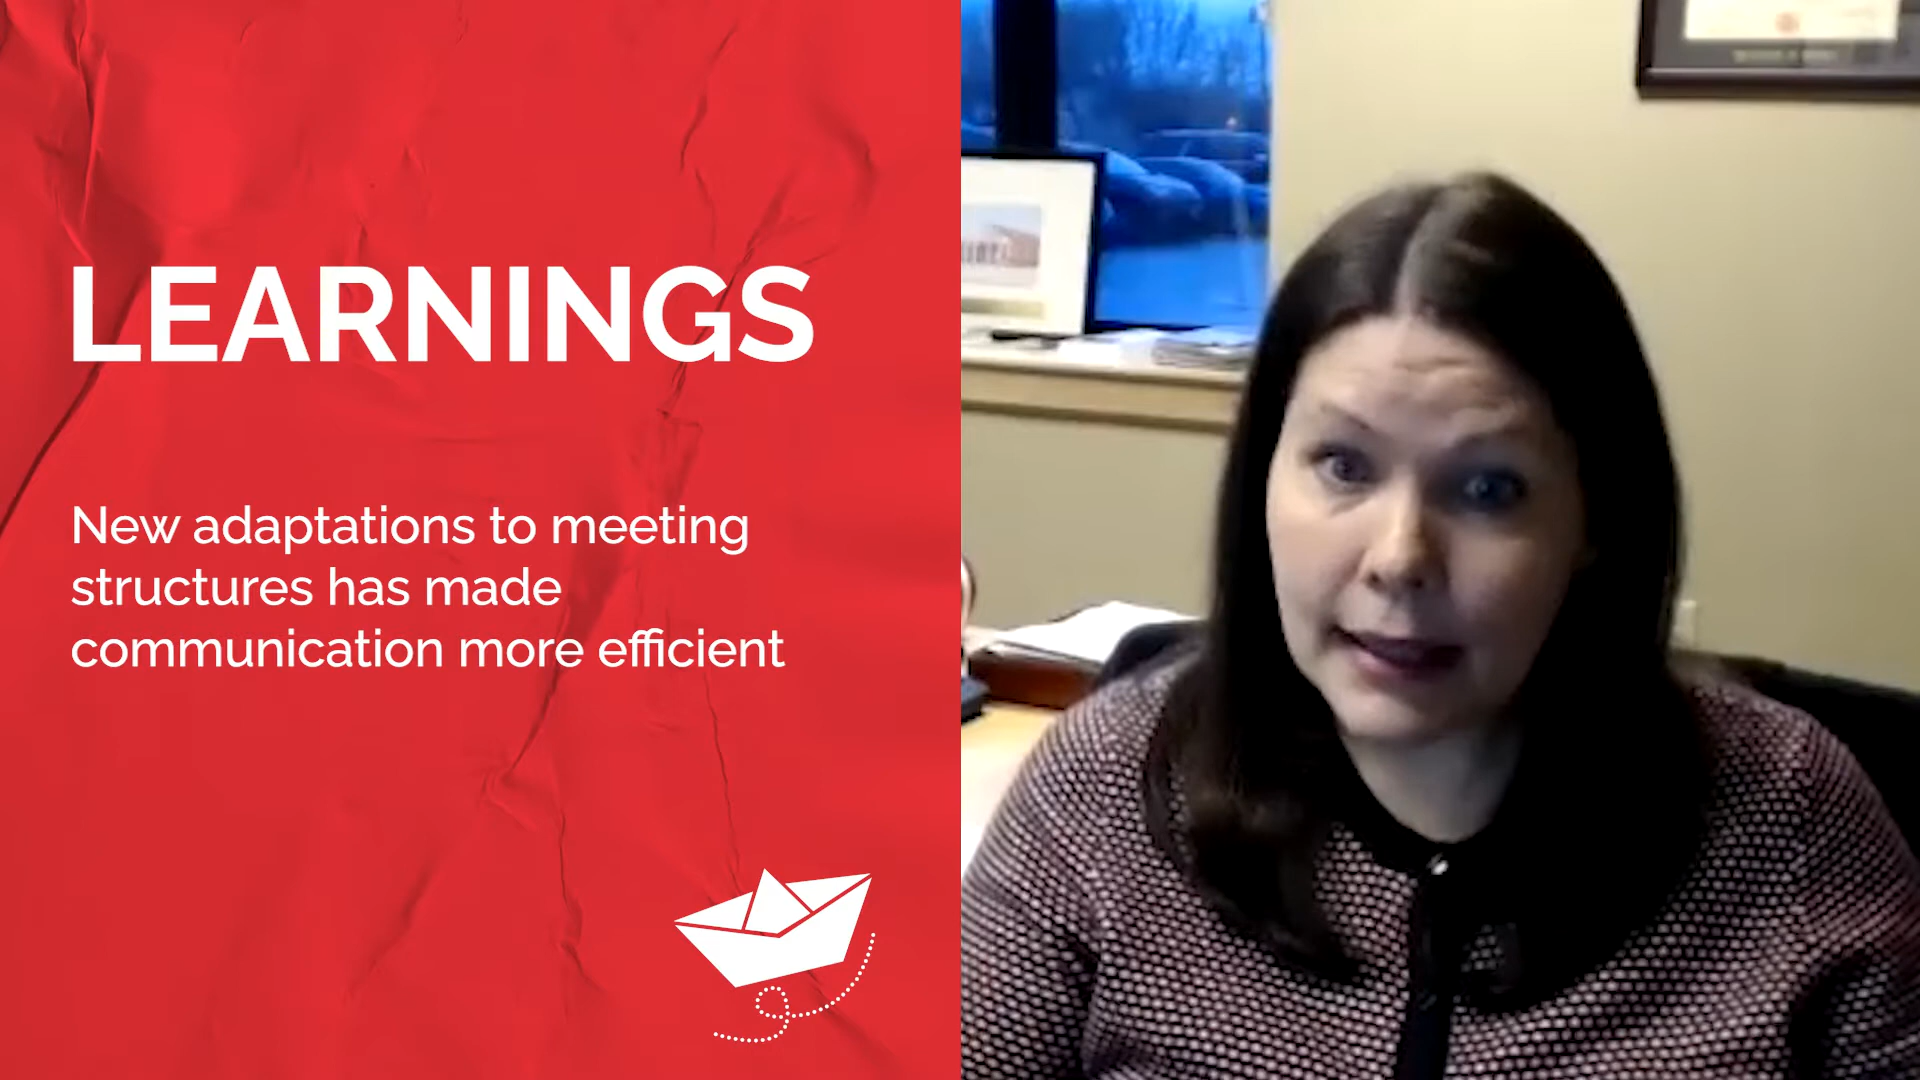 LEARNINGS
New adaptations to meeting
structures has made
communication more efficient